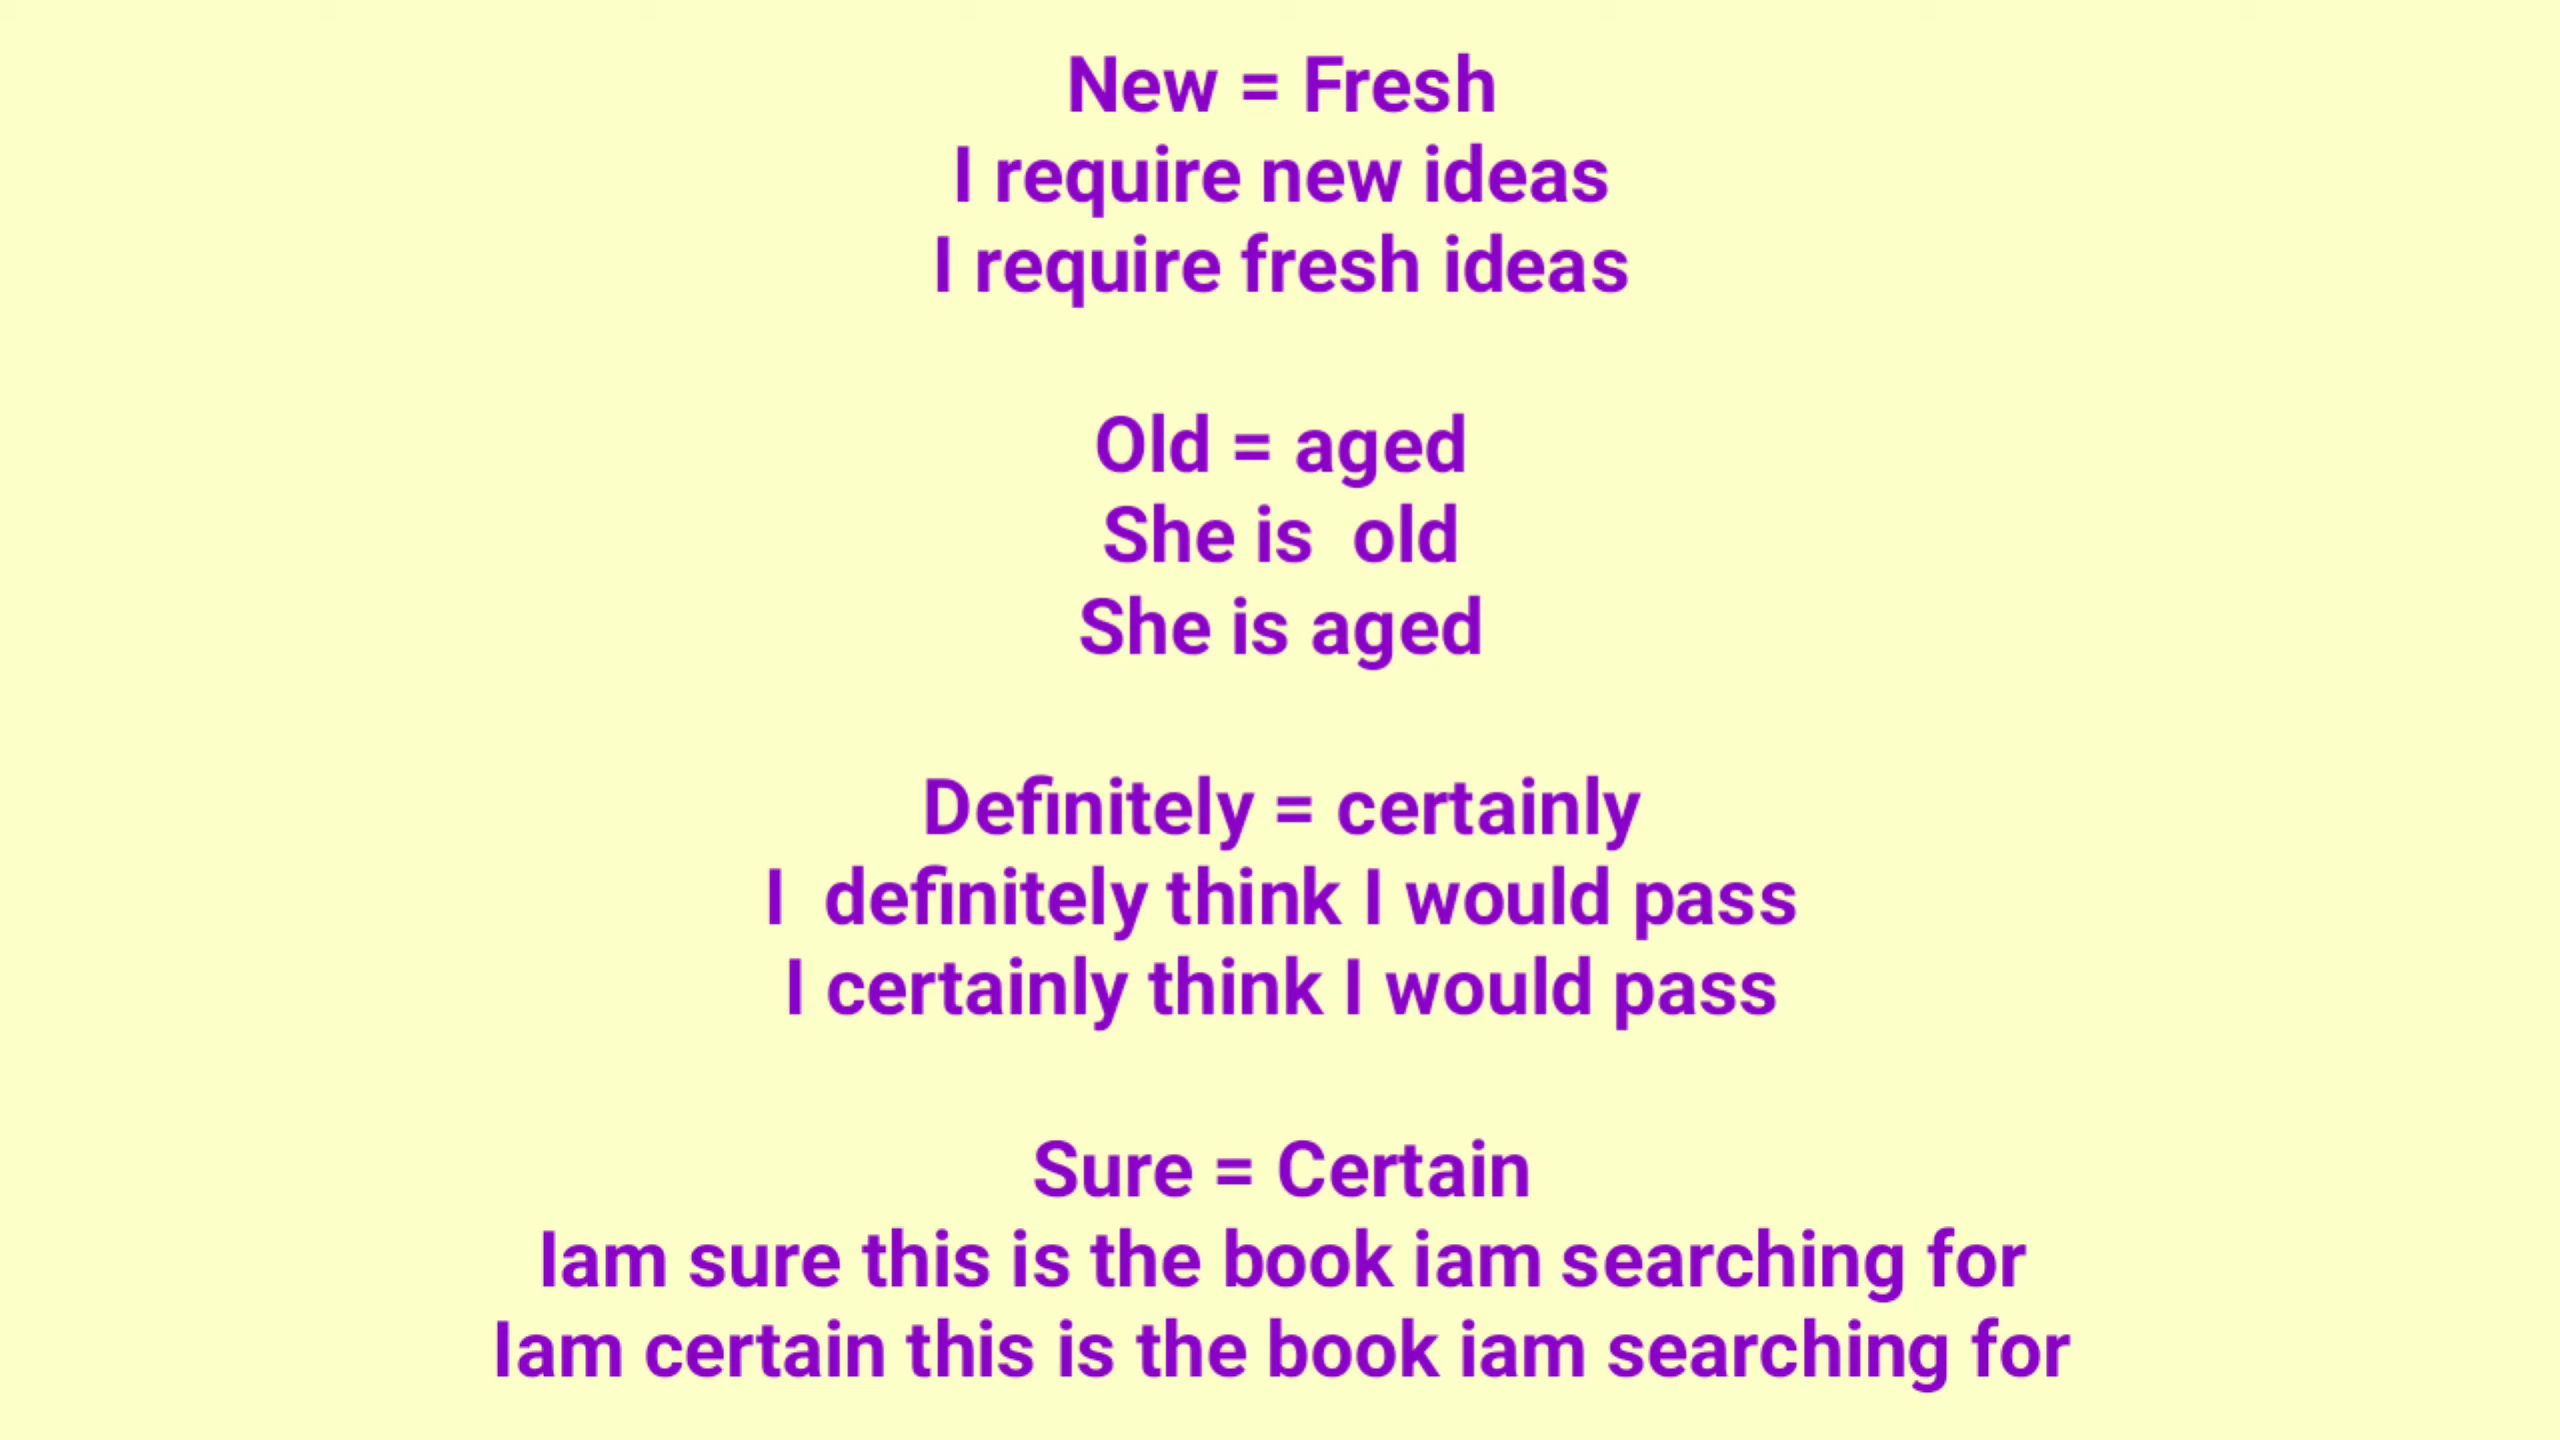 New = Fresh
I require new ideas
I require fresh ideas
Old = aged
She is  old
She is aged
Definitely = certainly
I  definitely think I would pass
I certainly think I would pass
Sure = Certain
Iam sure this is the book iam searching for
Iam certain this is the book iam searching for